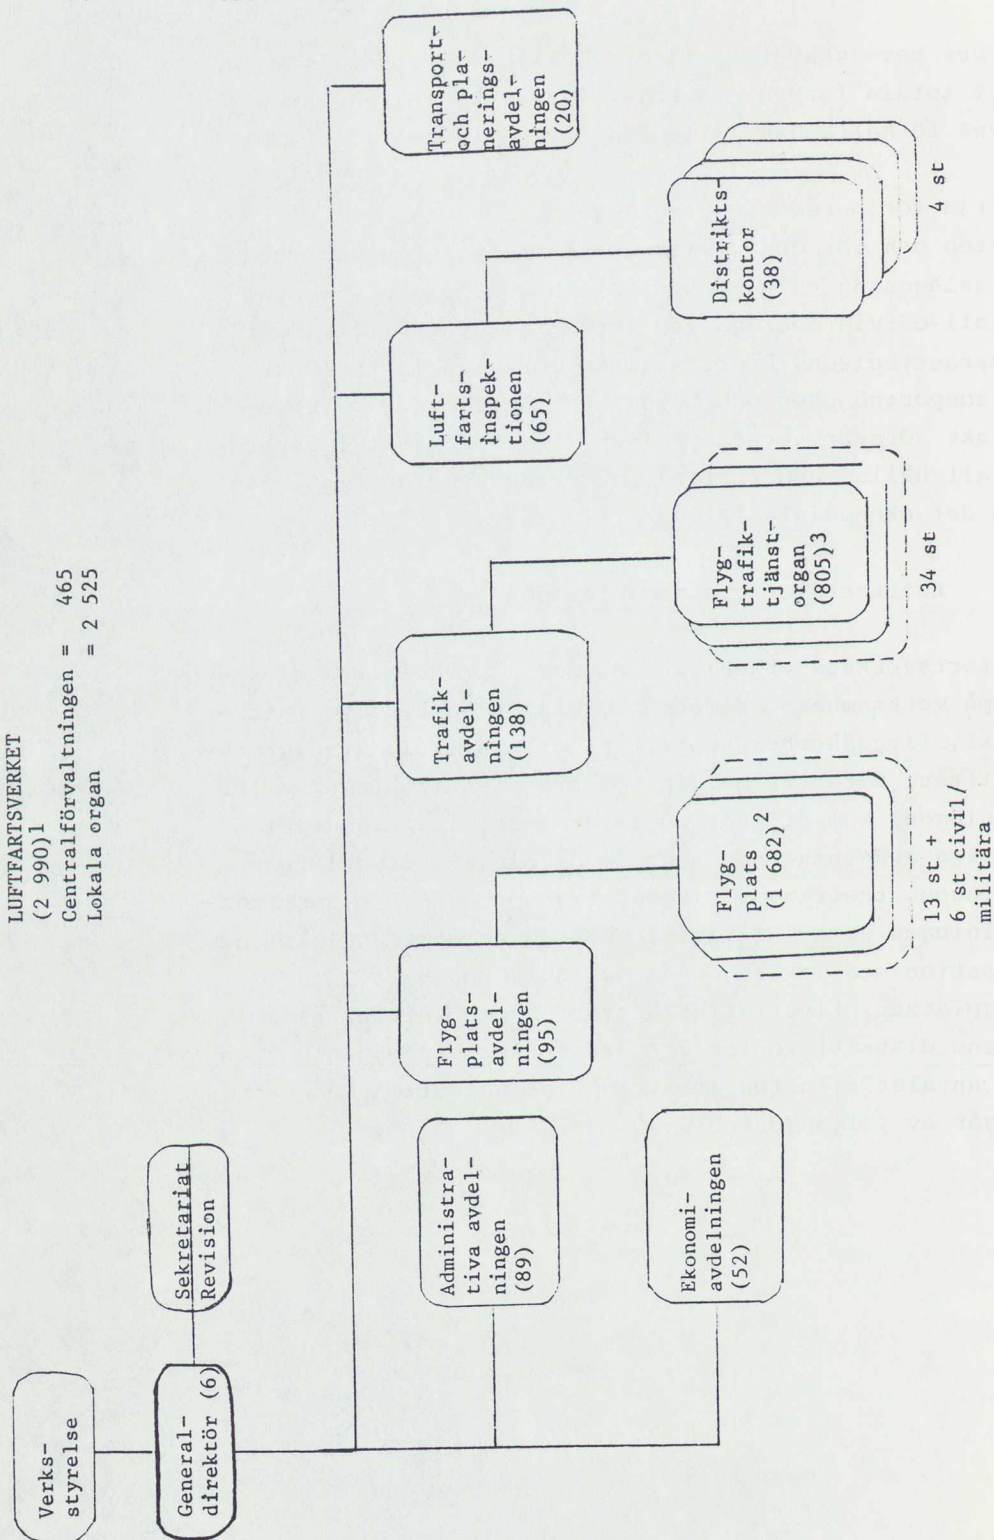 LUFTFARTSVERKET
(2 990)1
Centralförvaltningen = 465
Lokala organ = 2 525
Verks-
styrelse
General-
direktör (6)
Sekretariat
Revision
Administra-
tiva avdel-
ningen
(89)
Ekonomi-
avdelningen
(52)
Flyg-
plats-
avdel-
ningen
(95)
Flyg-
plats
(1 682)2
13 st +
6 st civil/
militära
Trafik-
avdel-
ningen
(138)
Flyg-
trafik-
tjänst-
organ
(805)3
34 st
Luft-
farts-
inspek-
tionen
(65)
Distrikts-
kontor
(38)
4 st
Transport-
och pla-
nerings-
avdel-
ningen
(20)